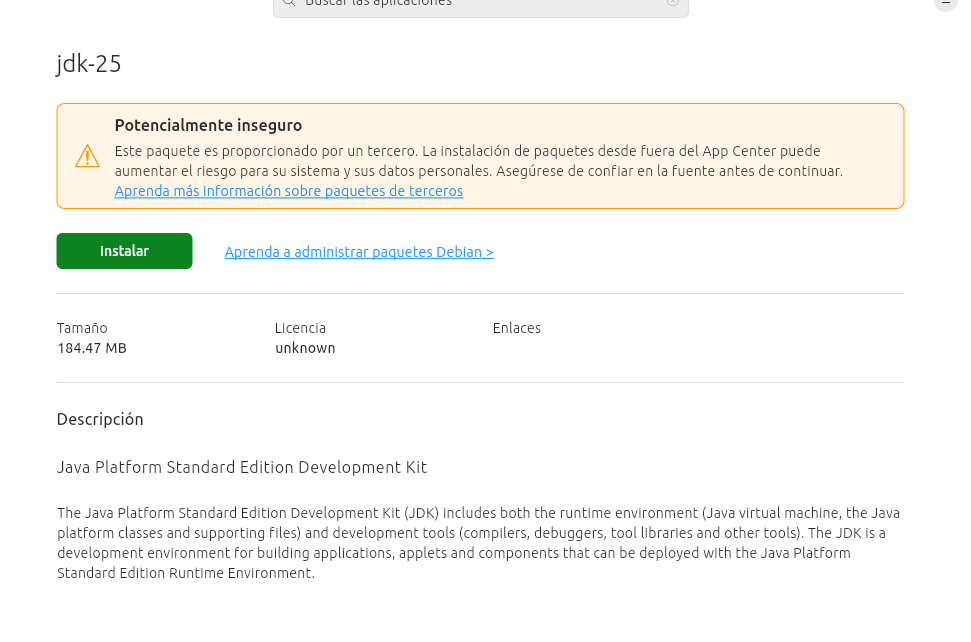 Buscar las aplicaciones
jdk-25
Potencialmente inseguro
Este paquete es proporcionado por un tercero. La instalación de paquetes desde fuera del App Center puede
aumentar el riesgo para su sistema y sus datos personales. Asegúrese de confiar en la fuente antes de continuar.
Aprenda más información sobre paquetes de terceros
Instalar
Aprenda a administrar paquetes Debian >
Tamaño
184.47 MB
Licencia
unknown
Enlaces
Descripción
Java Platform Standard Edition Development Kit
The Java Platform Standard Edition Development Kit (JDK) includes both the runtime environment (Java virtual machine, the Java
platform classes and supporting files) and development tools (compilers, debuggers, tool libraries and other tools). The JDK is a
development environment for building applications, applets and components that can be deployed with the Java Platform
Standard Edition Runtime Environment.